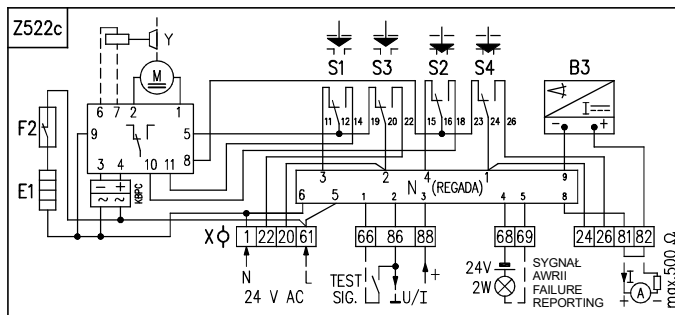 Z522c
Y
M
S1 S3 S2 S4
B3
I
- +
6 7 2 1
9 5
8
3 4 10 11
- +
~ ~
KBPC
F2
E1
11 12 14 19 20 22 15 16 18 23 24 26
3 2 4 1 9
N (REGADA)
6 5 1 2 3 4 5 8
X
1 22 20 61 66 86 88 68 69 24 26 81 82
N L
24 V AC
TEST
SIG.
U/I
+
24V
2W
SYGNAŁ
AWRII
FAILURE
REPORTING
I
+ A -
max.500 Ω